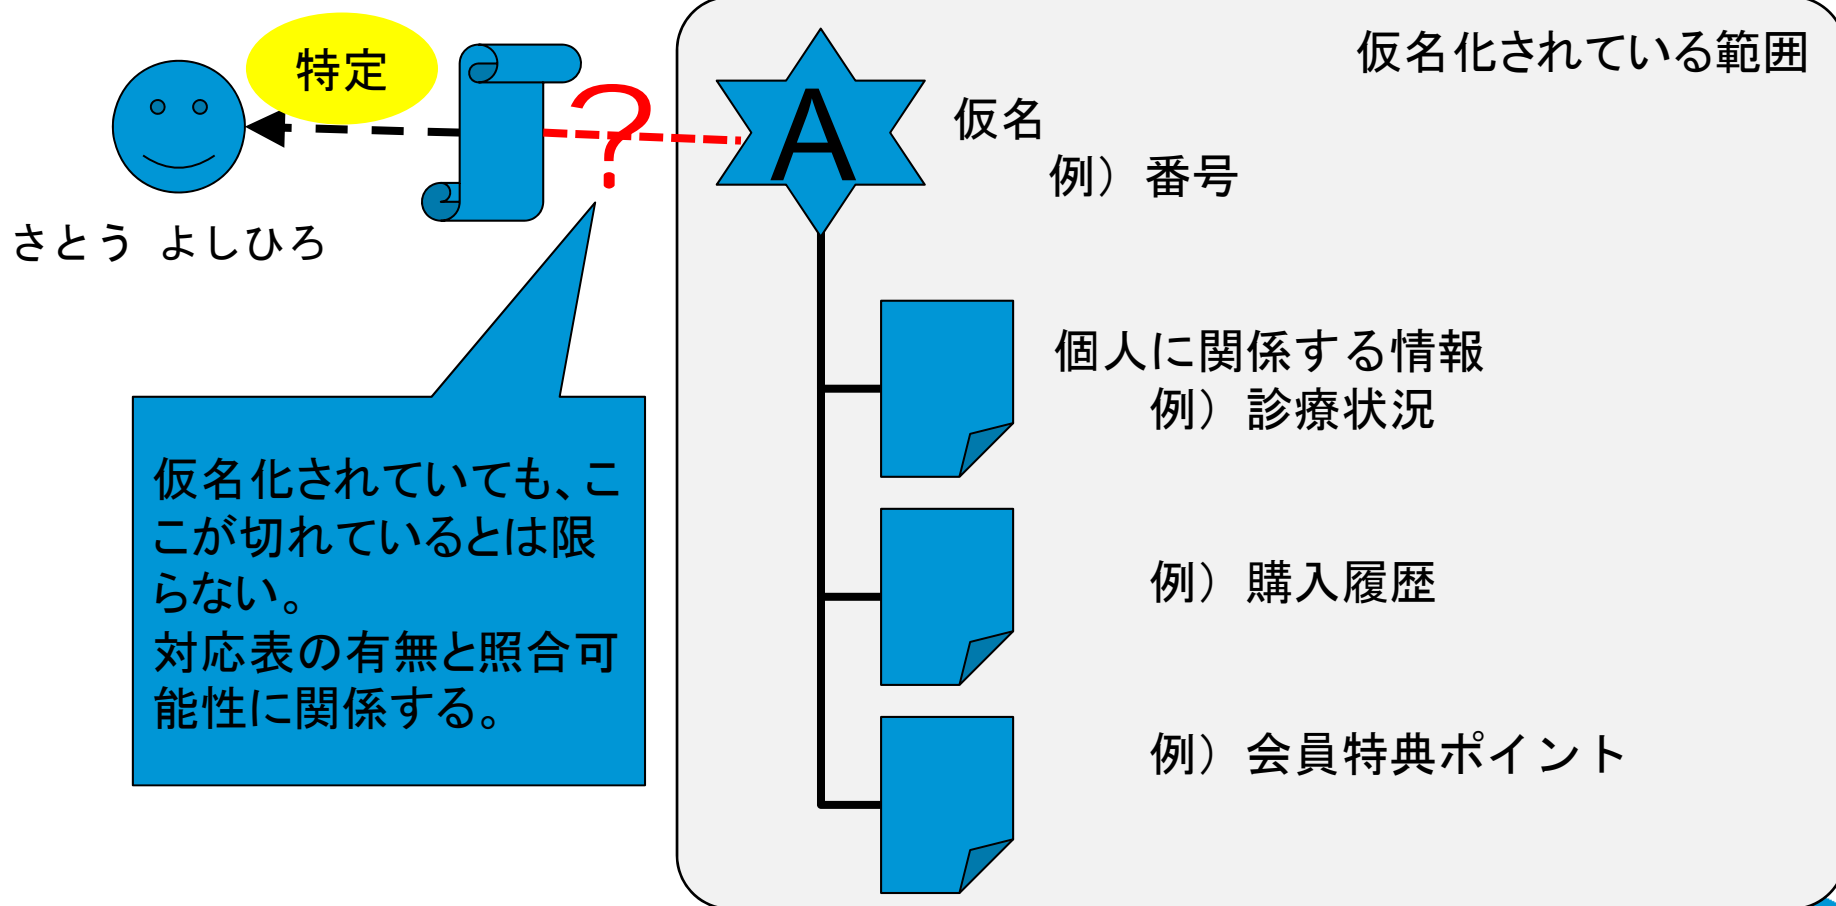 仮名化されている範囲
特定
?
A
仮名
例）番号
さとう よしひろ
個人に関係する情報
例）診療状況
仮名化されていても、こ
こが切れているとは限
らない。
対応表の有無と照合可
能性に関係する。
例）購入履歴
例）会員特典ポイント